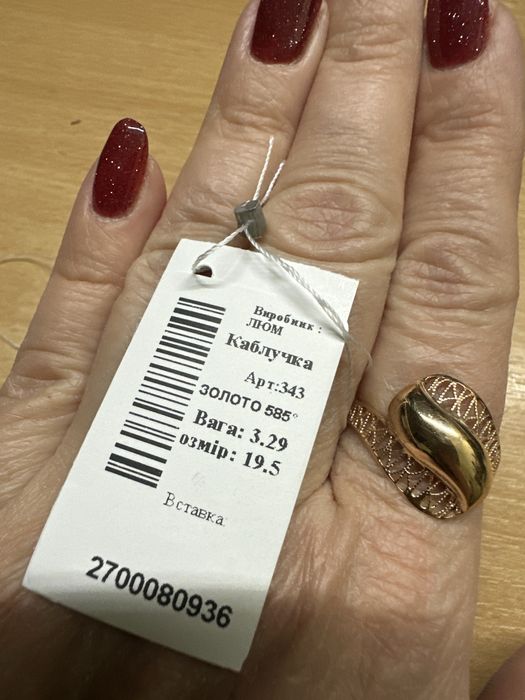 Виробник :
ЛЮМ
Каблучка
Арт:343
ЗОЛОТО 585°
Вага: 3.29
озмір: 19.5
Вставка:
2700080936